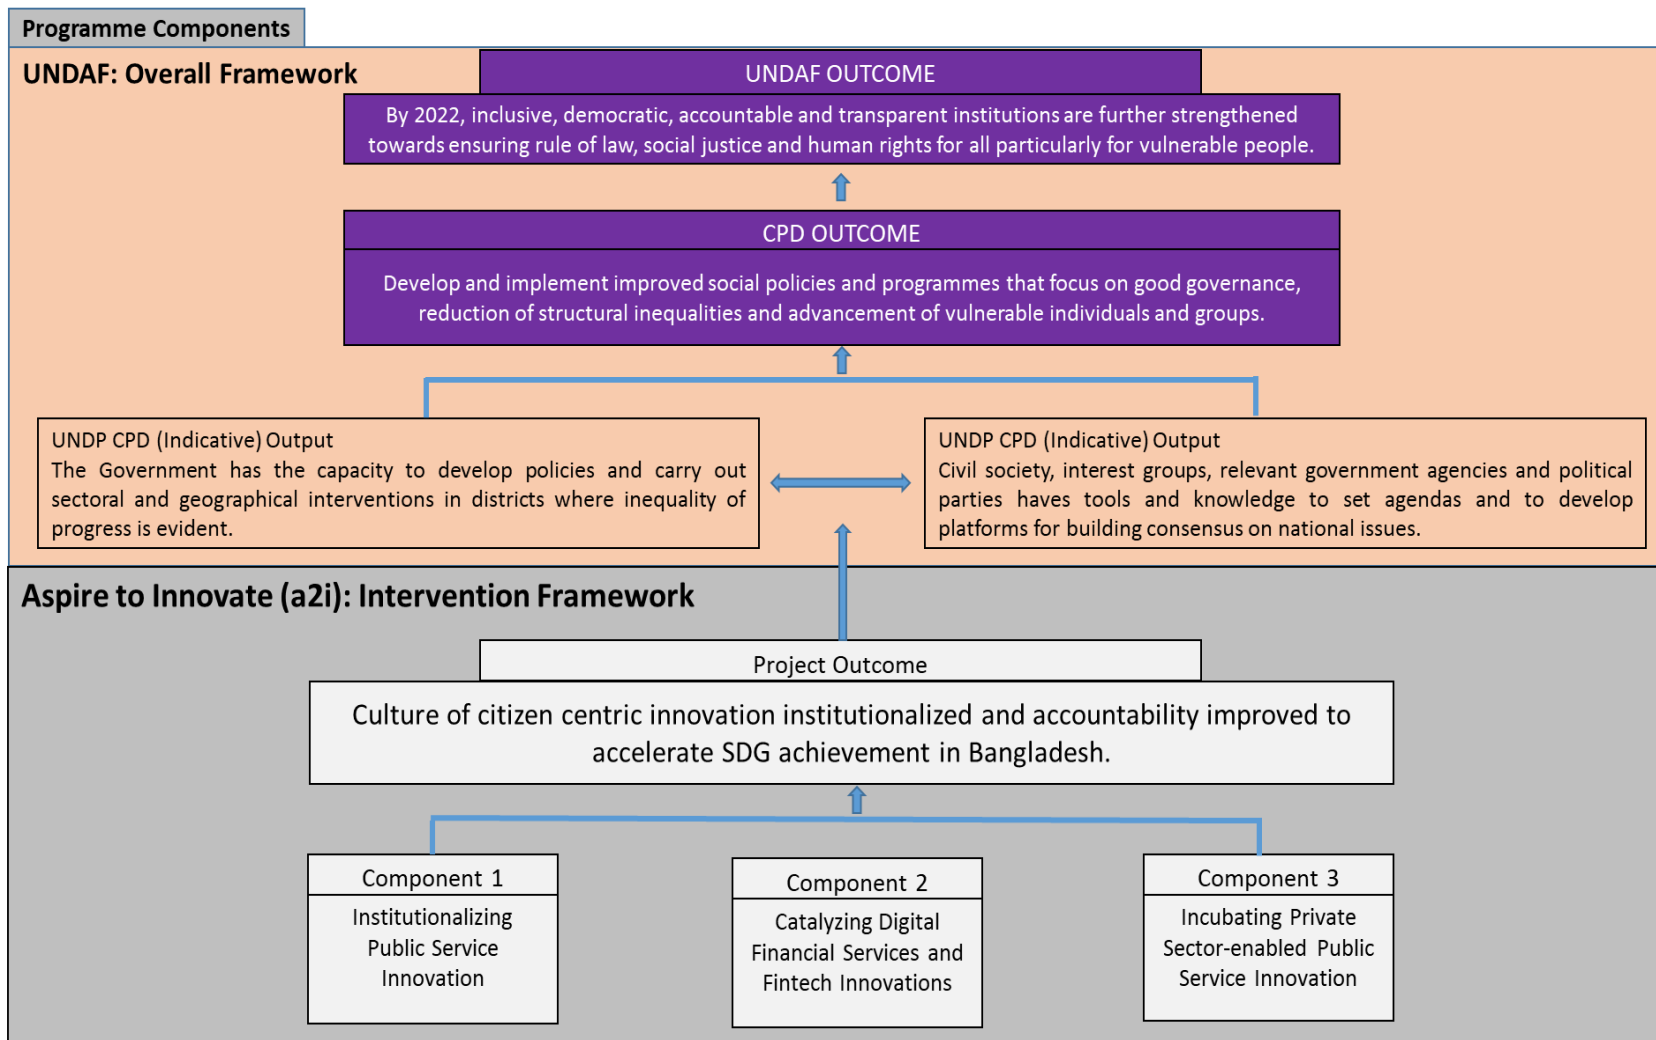 Programme Components
UNDAF: Overall Framework
UNDAF OUTCOME
By 2022, inclusive, democratic, accountable and transparent institutions are further strengthened
towards ensuring rule of law, social justice and human rights for all particularly for vulnerable people.
CPD OUTCOME
Develop and implement improved social policies and programmes that focus on good governance,
reduction of structural inequalities and advancement of vulnerable individuals and groups.
UNDP CPD (Indicative) Output
The Government has the capacity to develop policies and carry out
sectoral and geographical interventions in districts where inequality of
progress is evident.
UNDP CPD (Indicative) Output
Civil society, interest groups, relevant government agencies and political
parties haves tools and knowledge to set agendas and to develop
platforms for building consensus on national issues.
Aspire to Innovate (a2i): Intervention Framework
Project Outcome
Culture of citizen centric innovation institutionalized and accountability improved to
accelerate SDG achievement in Bangladesh.
Component 1
Institutionalizing
Public Service
Innovation
Component 2
Catalyzing Digital
Financial Services and
Fintech Innovations
Component 3
Incubating Private
Sector-enabled Public
Service Innovation